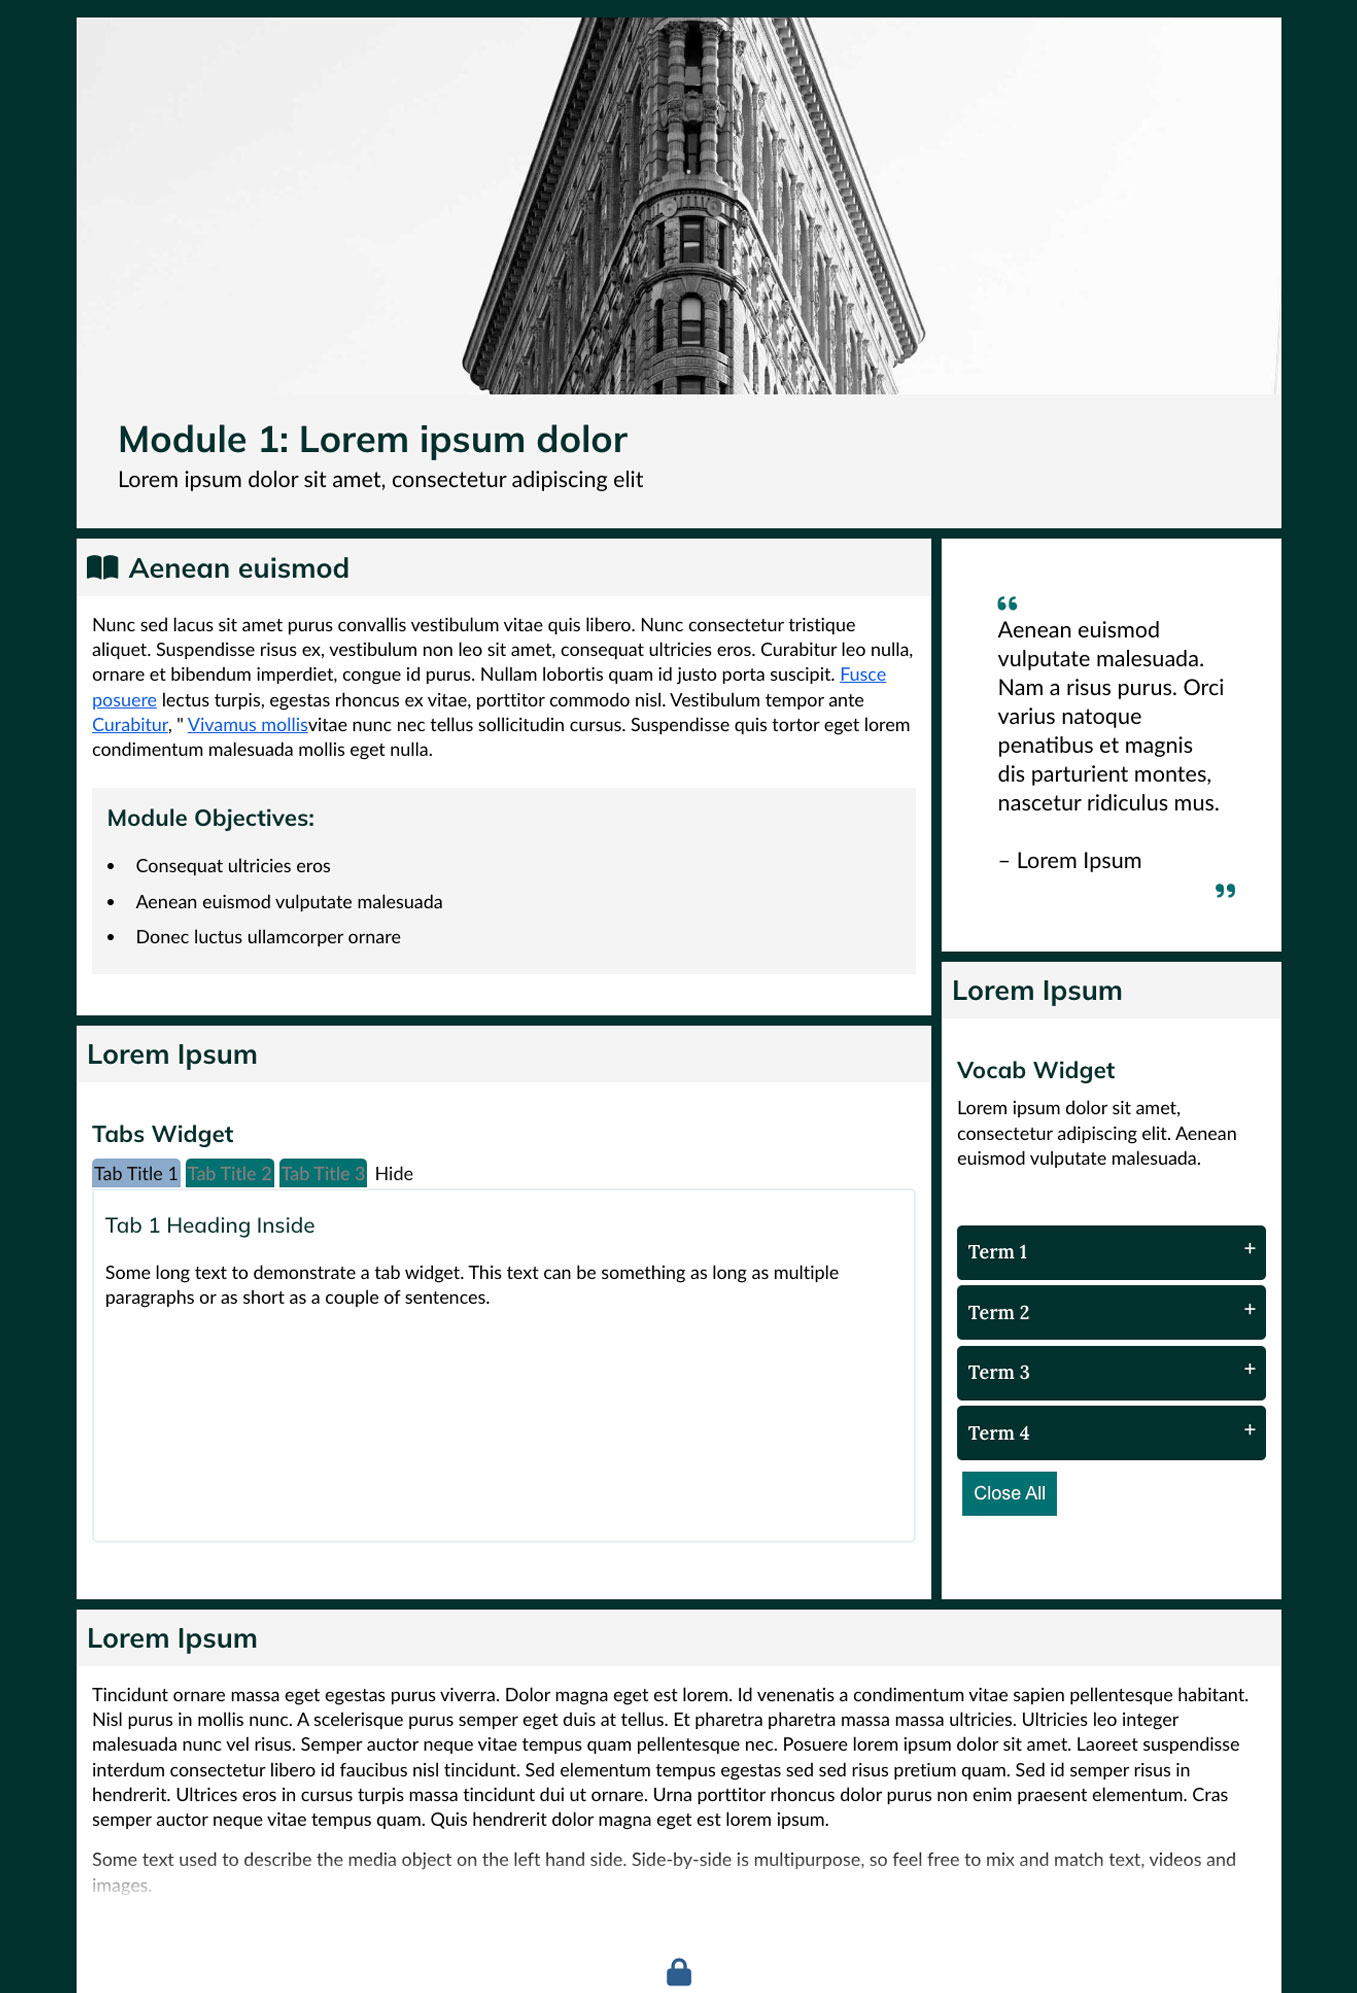 Module 1: Lorem ipsum dolor
Lorem ipsum dolor sit amet, consectetur adipiscing elit
Aenean euismod
Nunc sed lacus sit amet purus convallis vestibulum vitae quis libero. Nunc consectetur tristique
aliquet. Suspendisse risus ex, vestibulum non leo sit amet, consequat ultricies eros. Curabitur leo nulla,
ornare et bibendum imperdiet, congue id purus. Nullam lobortis quam id justo porta suscipit. Fusce
posuere lectus turpis, egestas rhoncus ex vitae, porttitor commodo nisl. Vestibulum tempor ante
Curabitur, " Vivamus mollisvitae nunc nec tellus sollicitudin cursus. Suspendisse quis tortor eget lorem
condimentum malesuada mollis eget nulla.
Module Objectives:
• Consequat ultricies eros
• Aenean euismod vulputate malesuada
• Donec luctus ullamcorper ornare
“
Aenean euismod
vulputate malesuada.
Nam a risus purus. Orci
varius natoque
penatibus et magnis
dis parturient montes,
nascetur ridiculus mus.
– Lorem Ipsum
”
Lorem Ipsum
Tabs Widget
Tab Title 1 Tab Title 2 Tab Title 3 Hide
Tab 1 Heading Inside
Some long text to demonstrate a tab widget. This text can be something as long as multiple
paragraphs or as short as a couple of sentences.
Lorem Ipsum
Vocab Widget
Lorem ipsum dolor sit amet,
consectetur adipiscing elit. Aenean
euismod vulputate malesuada.
Term 1 +
Term 2 +
Term 3 +
Term 4 +
Close All
Lorem Ipsum
Tincidunt ornare massa eget egestas purus viverra. Dolor magna eget est lorem. Id venenatis a condimentum vitae sapien pellentesque habitant.
Nisl purus in mollis nunc. A scelerisque purus semper eget duis at tellus. Et pharetra pharetra massa massa ultricies. Ultricies leo integer
malesuada nunc vel risus. Semper auctor neque vitae tempus quam pellentesque nec. Posuere lorem ipsum dolor sit amet. Laoreet suspendisse
interdum consectetur libero id faucibus nisl tincidunt. Sed elementum tempus egestas sed sed risus pretium quam. Sed id semper risus in
hendrerit. Ultrices eros in cursus turpis massa tincidunt dui ut ornare. Urna porttitor rhoncus dolor purus non enim praesent elementum. Cras
semper auctor neque vitae tempus quam. Quis hendrerit dolor magna eget est lorem ipsum.
Some text used to describe the media object on the left hand side. Side-by-side is multipurpose, so feel free to mix and match text, videos and
images.